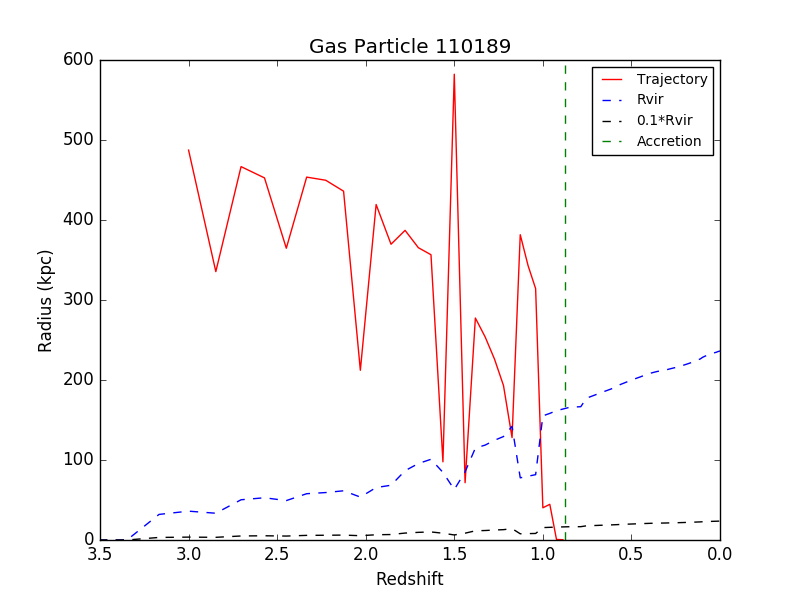 Gas Particle 110189
600
500
400
300
200
100
0
Radius (kpc)
3.5 3.0 2.5 2.0 1.5 1.0 0.5 0.0
Redshift
Trajectory
Rvir
0.1*Rvir
Accretion